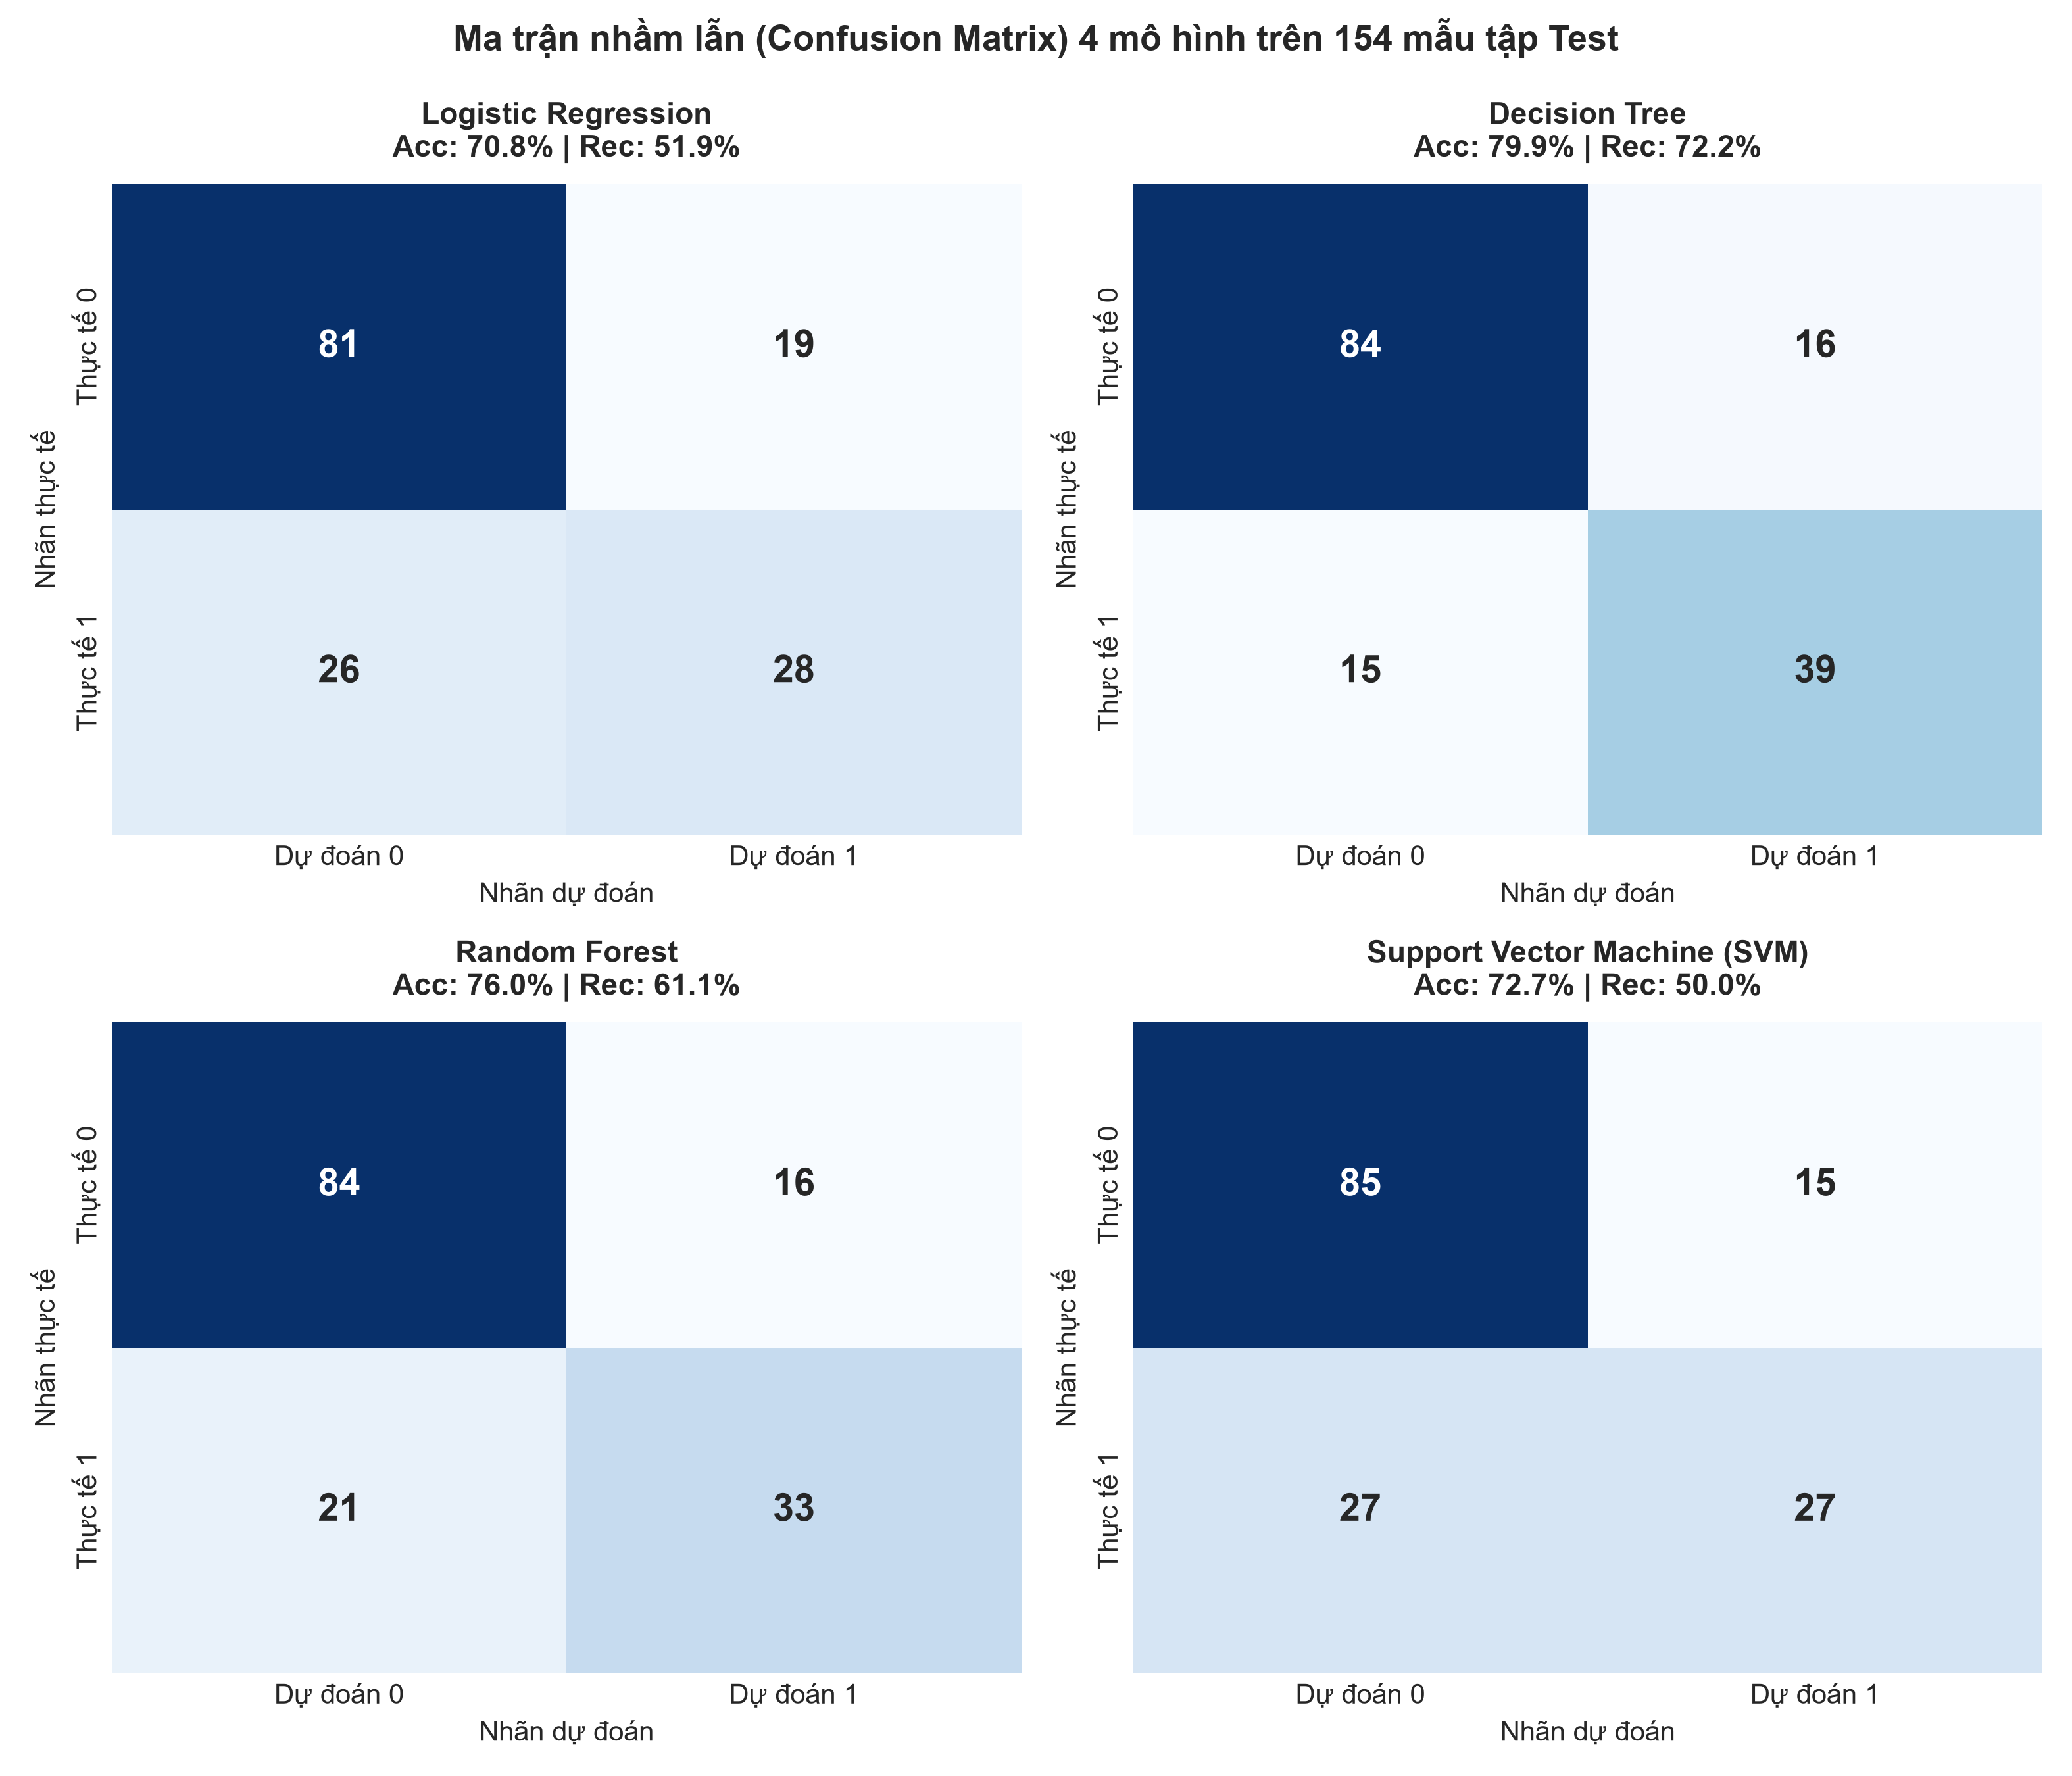 Ma trận nhầm lẫn (Confusion Matrix) 4 mô hình trên 154 mẫu tập Test
Logistic Regression
Acc: 70.8% | Rec: 51.9%
Nhãn thực tế
Thực tế 0
81
19
Thực tế 1
26
28
Dự đoán 0
Dự đoán 1
Nhãn dự đoán
Decision Tree
Acc: 79.9% | Rec: 72.2%
Nhãn thực tế
Thực tế 0
84
16
Thực tế 1
15
39
Dự đoán 0
Dự đoán 1
Nhãn dự đoán
Random Forest
Acc: 76.0% | Rec: 61.1%
Nhãn thực tế
Thực tế 0
84
16
Thực tế 1
21
33
Dự đoán 0
Dự đoán 1
Nhãn dự đoán
Support Vector Machine (SVM)
Acc: 72.7% | Rec: 50.0%
Nhãn thực tế
Thực tế 0
85
15
Thực tế 1
27
27
Dự đoán 0
Dự đoán 1
Nhãn dự đoán